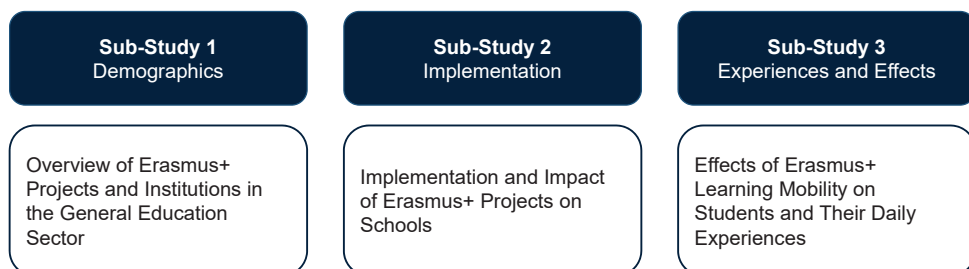 Sub-Study 1
Demographics
Sub-Study 2
Implementation
Sub-Study 3
Experiences and Effects
Overview of Erasmus+
Projects and Institutions in
the General Education
Sector
Implementation and Impact
of Erasmus+ Projects on
Schools
Effects of Erasmus+
Learning Mobility on
Students and Their Daily
Experiences